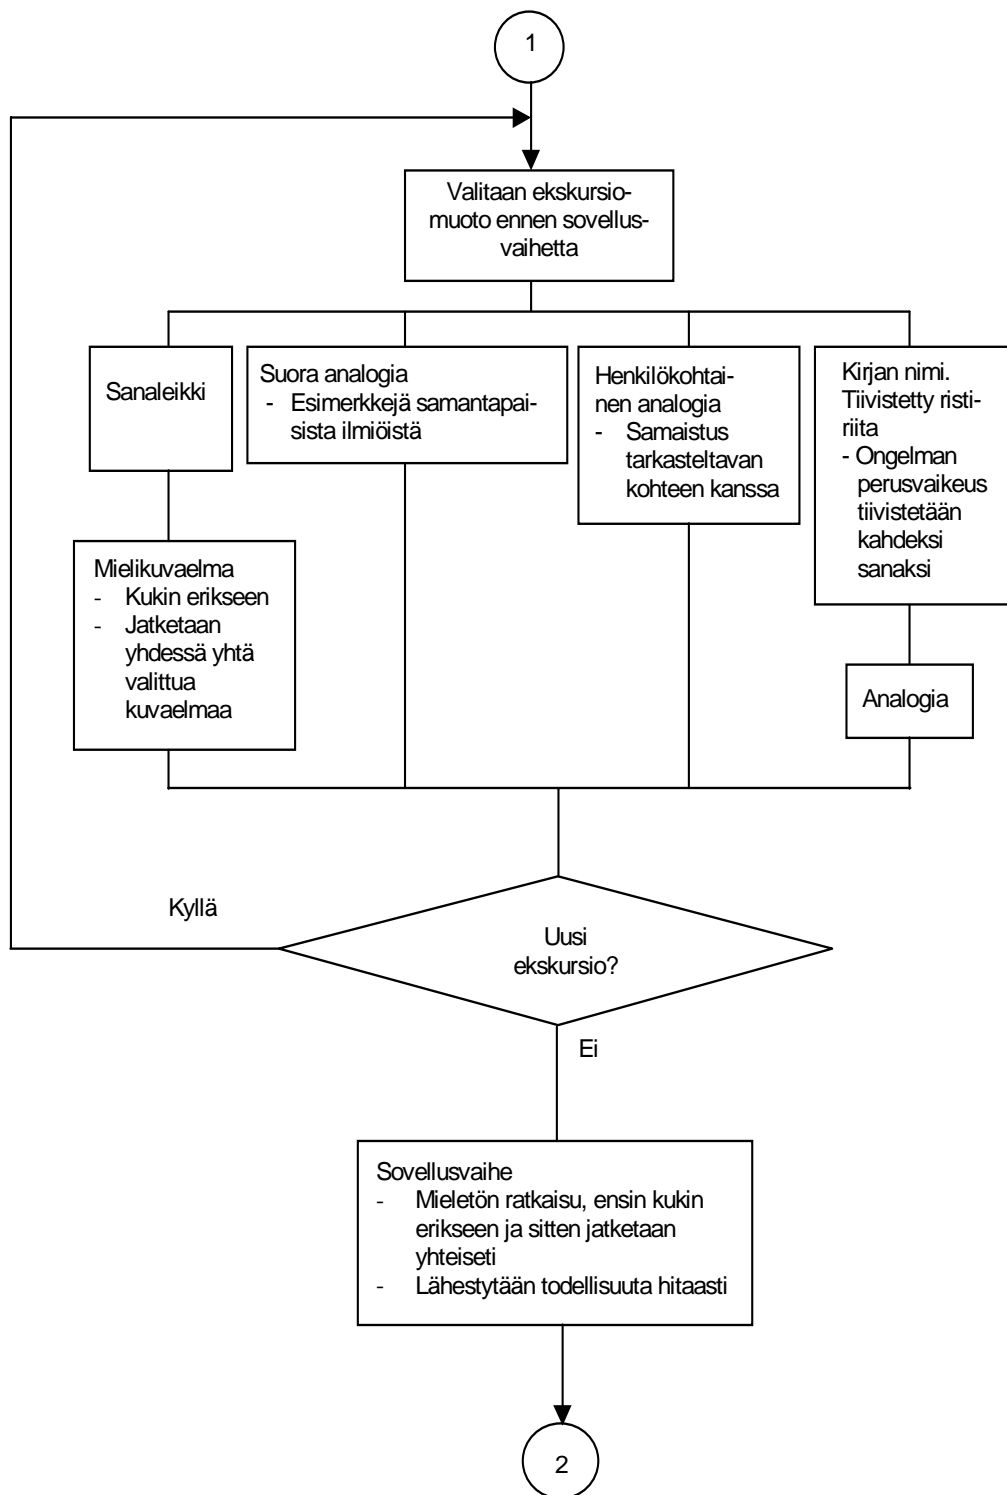 1
Valitaan ekskursio-
muoto ennen sovellus-
vaihetta
Sanaleikki
Suora analogia
- Esimerkkejä samantapai-
sista ilmiöistä
Henkilökohtai-
nen analogia
- Samaistus
tarkasteltavan
kohteen kanssa
Kirjan nimi.
Tiivistetty risti-
riita
- Ongelman
perusvaikeus
tiivistetään
kahdeksi
sanaksi
Mielikuvaelma
- Kukin erikseen
- Jatketaan
yhdessä yhtä
valittua
kuvaelmaa
Analogia
Kyllä
Uusi
ekskursio?
Ei
Sovellusvaihe
- Mieletön ratkaisu, ensin kukin
erikseen ja sitten jatketaan
yhteiseti
- Lähestytään todellisuuta hitaasti
2